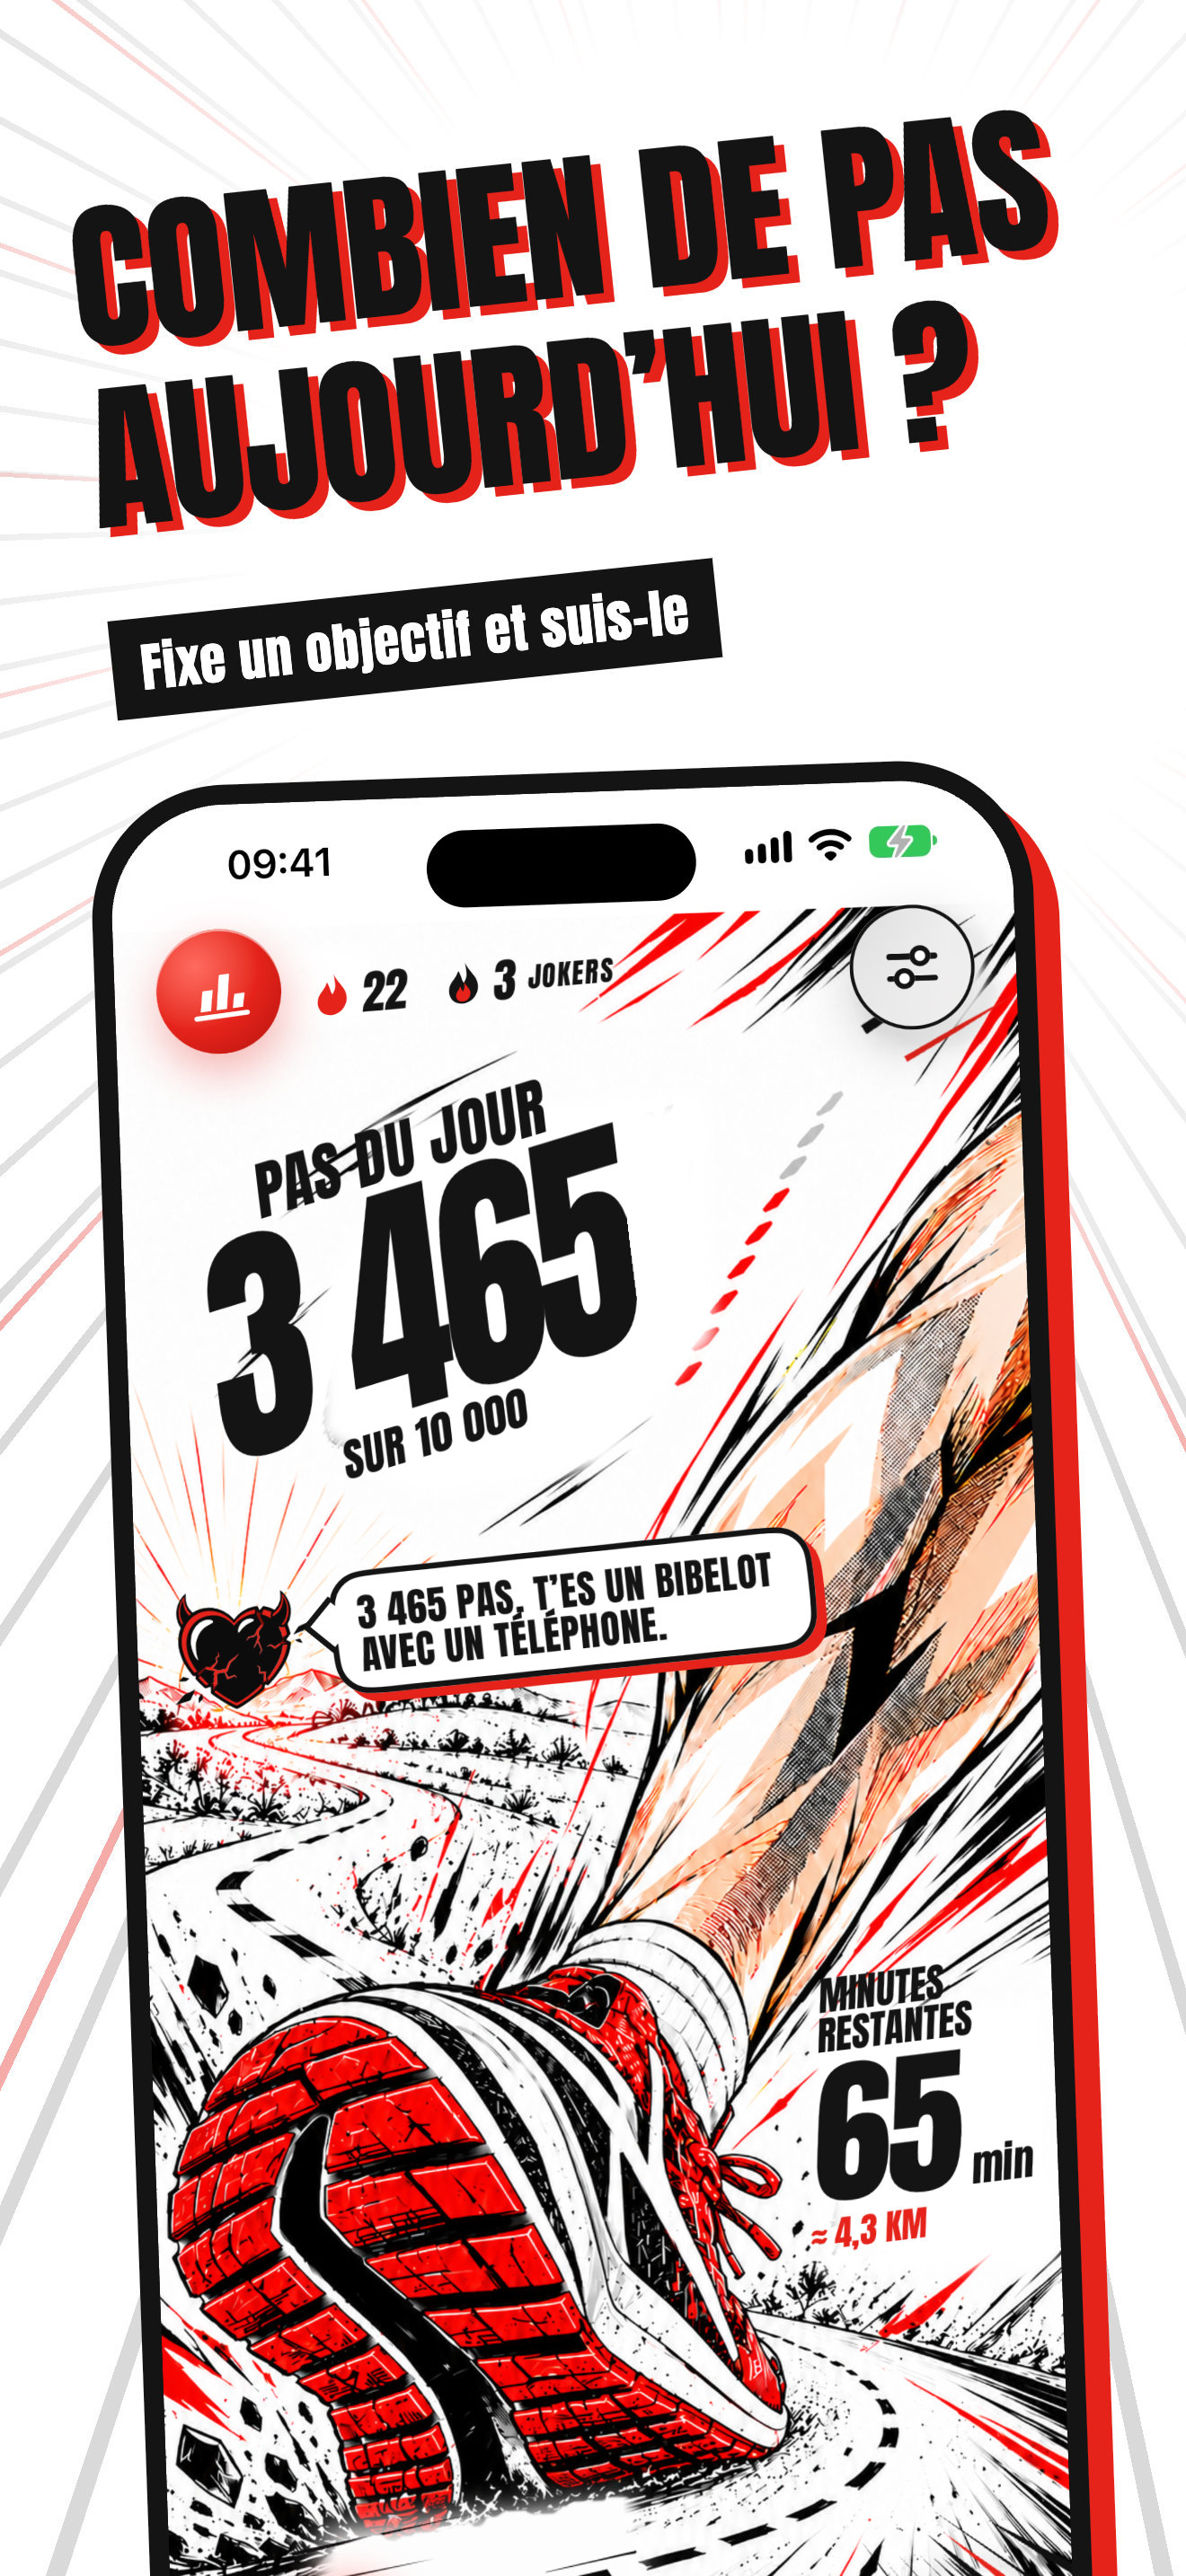 COMBIEN DE PAS
AUJOURD’HUI ?
Fixe un objectif et suis-le
09:41
22
3 JOKERS
PAS DU JOUR
3 465
SUR 10 000
3 465 PAS, T’ES UN BIBELOT
AVEC UN TÉLÉPHONE.
MINUTES
RESTANTES
65 min
≈ 4,3 KM